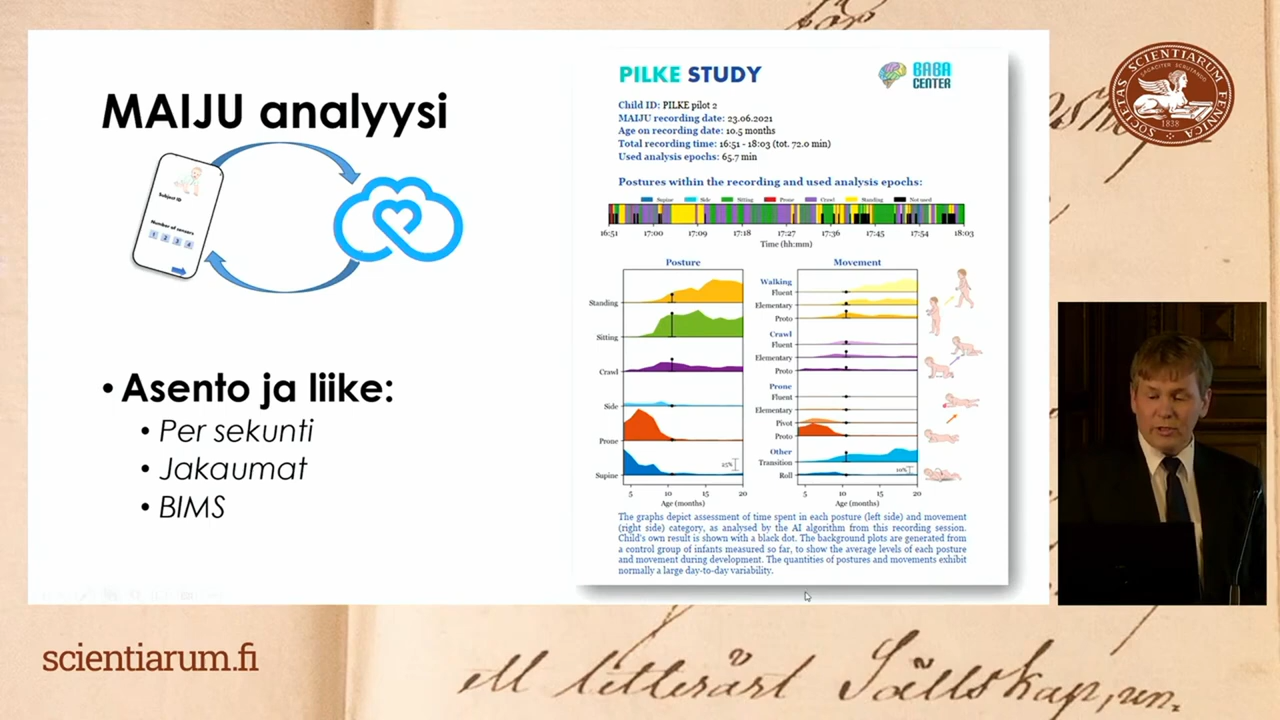 MAIJU analyysi
Subject ID
Number of sensors
1 2 3 4
• Asento ja liike:
• Per sekunti
• Jakaumat
• BIMS
PILKE STUDY
BABA CENTER
Child ID: PILKE pilot 2
MAIJU recording date: 23.06.2021
Age on recording date: 10.5 months
Total recording time: 16:51 - 18:03 (tot. 72.0 min)
Used analysis epochs: 65.7 min
Postures within the recording and used analysis epochs:
Supine Side Sitting Prone Crawl Standing Not used
16:51 17:00 17:09 17:18 17:27 17:36 17:45 17:54 18:03
Time (hh:mm)
Posture
Standing
Sitting
Crawl
Side
Prone
Supine
25%
5 10 15 20
Age (months)
Movement
Walking
Fluent
Elementary
Proto
Crawl
Fluent
Elementary
Proto
Prone
Fluent
Elementary
Pivot
Proto
Other
Transition
Roll
10%
5 10 15 20
Age (months)
The graphs depict assessment of time spent in each posture (left side) and movement
(right side) category, as analysed by the AI algorithm from this recording session.
Child's own result is shown with a black dot. The background plots are generated from
a control group of infants measured so far, to show the average levels of each posture
and movement during development. The quantities of postures and movements exhibit
normally a large day-to-day variability.
SOCIETAS SCIENTIARUM FENNICA
1838
scientiarum.fi
ell litterärt Sällskap, un-